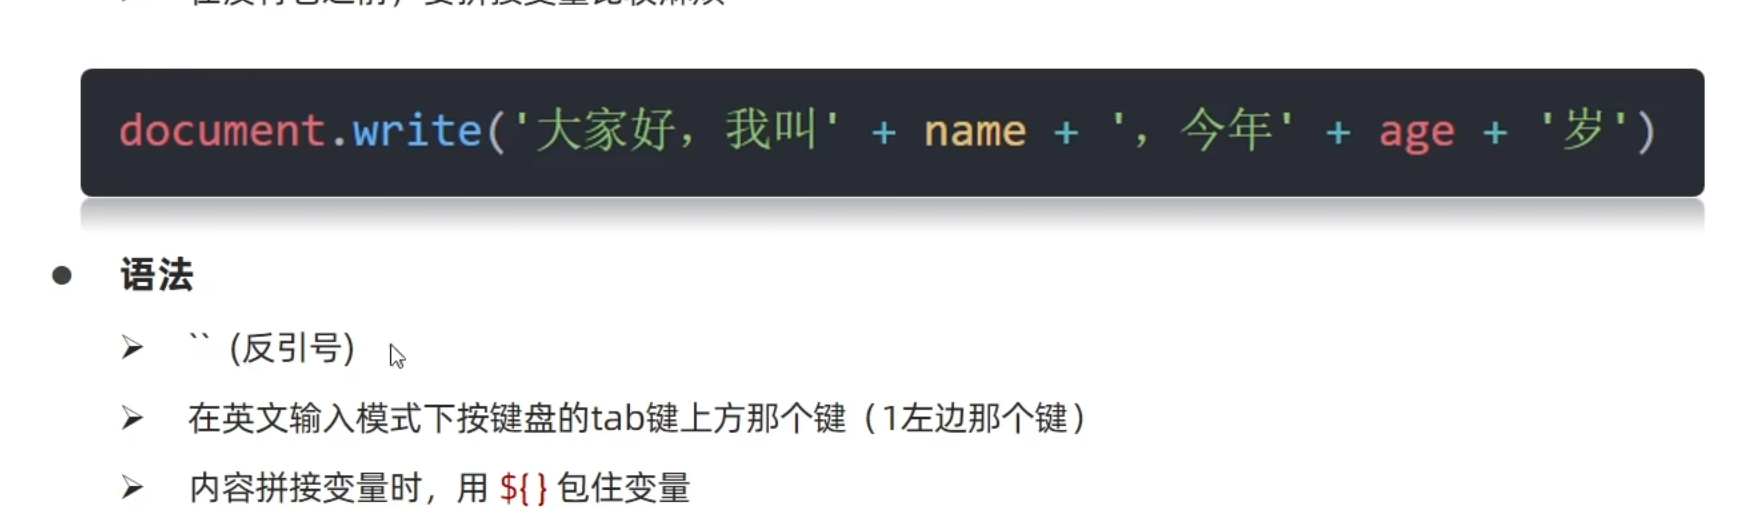 document.write('大家好，我叫' + name + '，今年' + age + '岁')
语法
`` (反引号)
在英文输入模式下按键盘的tab键上方那个键（1左边那个键）
内容拼接变量时，用 ${} 包住变量